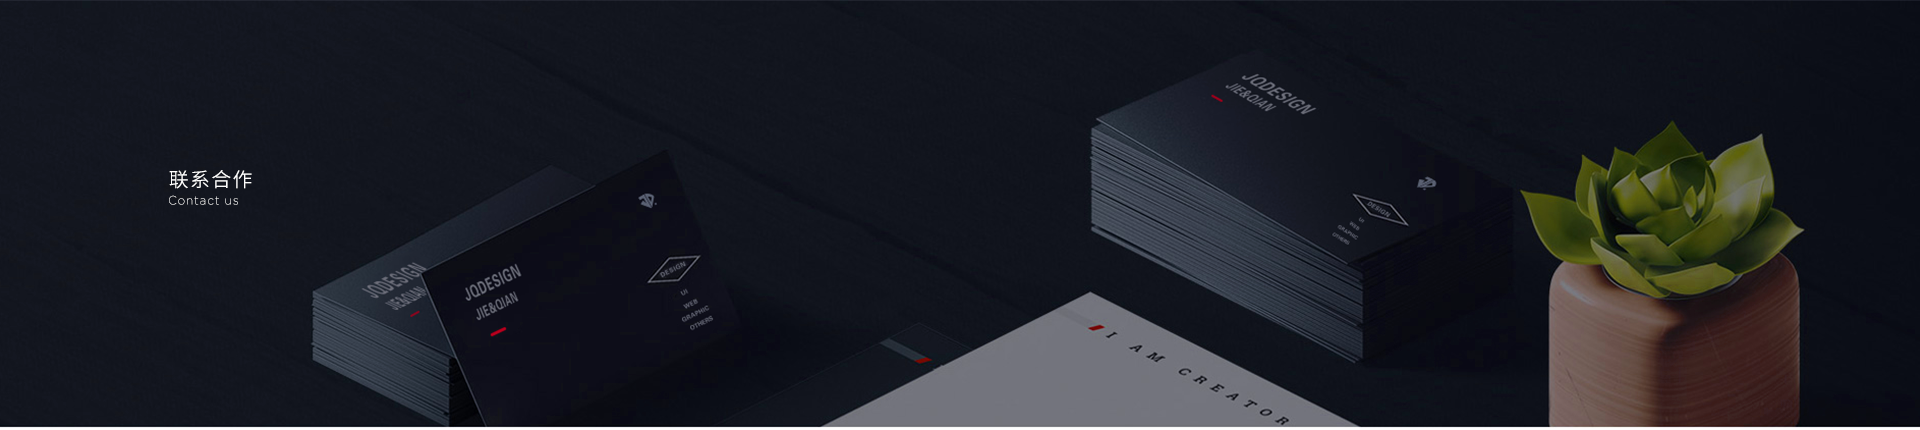 联系合作
Contact us
JQDESIGN
JIE&QIAN
JQDESIGN
JIE&QIAN
DESIGN
UI
WEB
GRAPHIC
OTHERS
JQDESIGN
JIE&QIAN
DESIGN
UI
WEB
GRAPHIC
OTHERS
I AM CREATOR